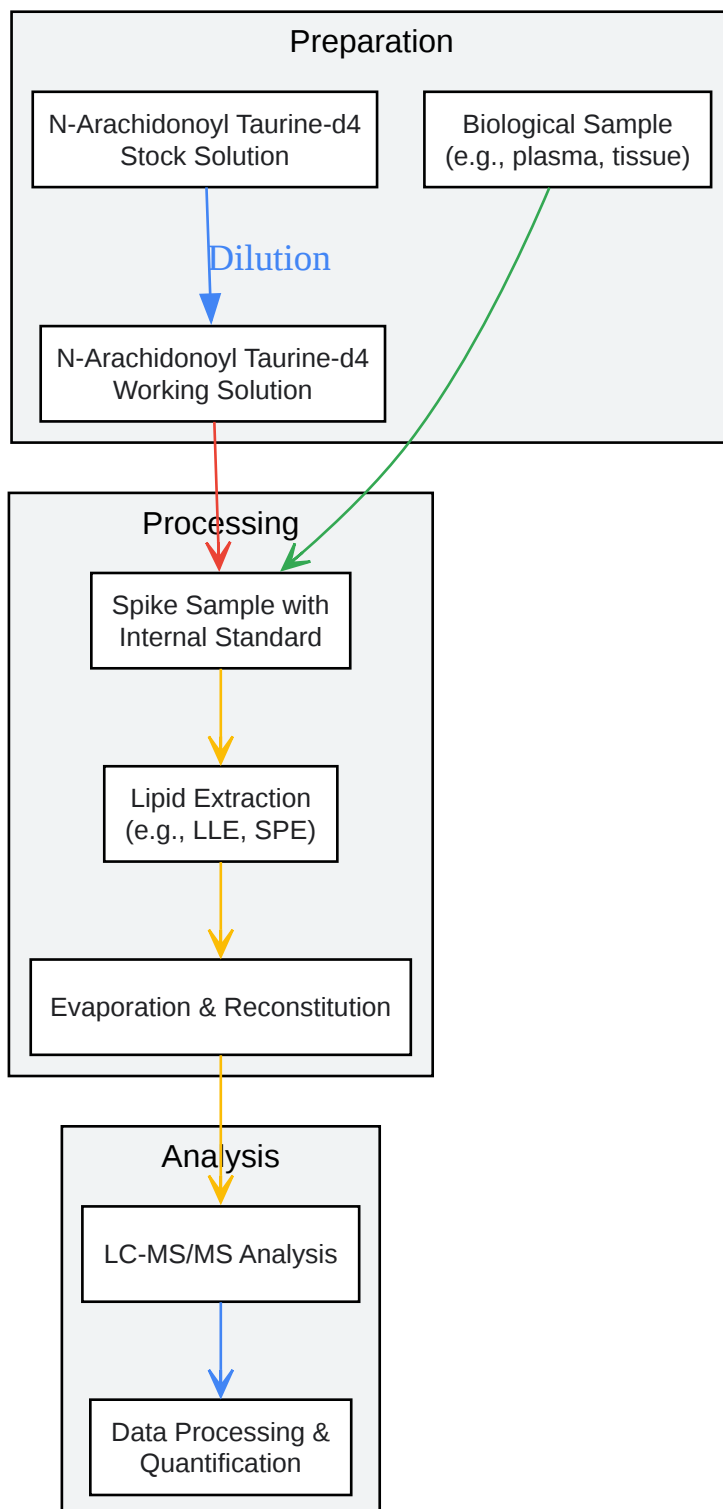 Preparation
N-Arachidonoyl Taurine-d4
Stock Solution
Biological Sample
(e.g., plasma, tissue)
Dilution
N-Arachidonoyl Taurine-d4
Working Solution
Processing
Spike Sample with
Internal Standard
Lipid Extraction
(e.g., LLE, SPE)
Evaporation & Reconstitution
Analysis
LC-MS/MS Analysis
Data Processing &
Quantification